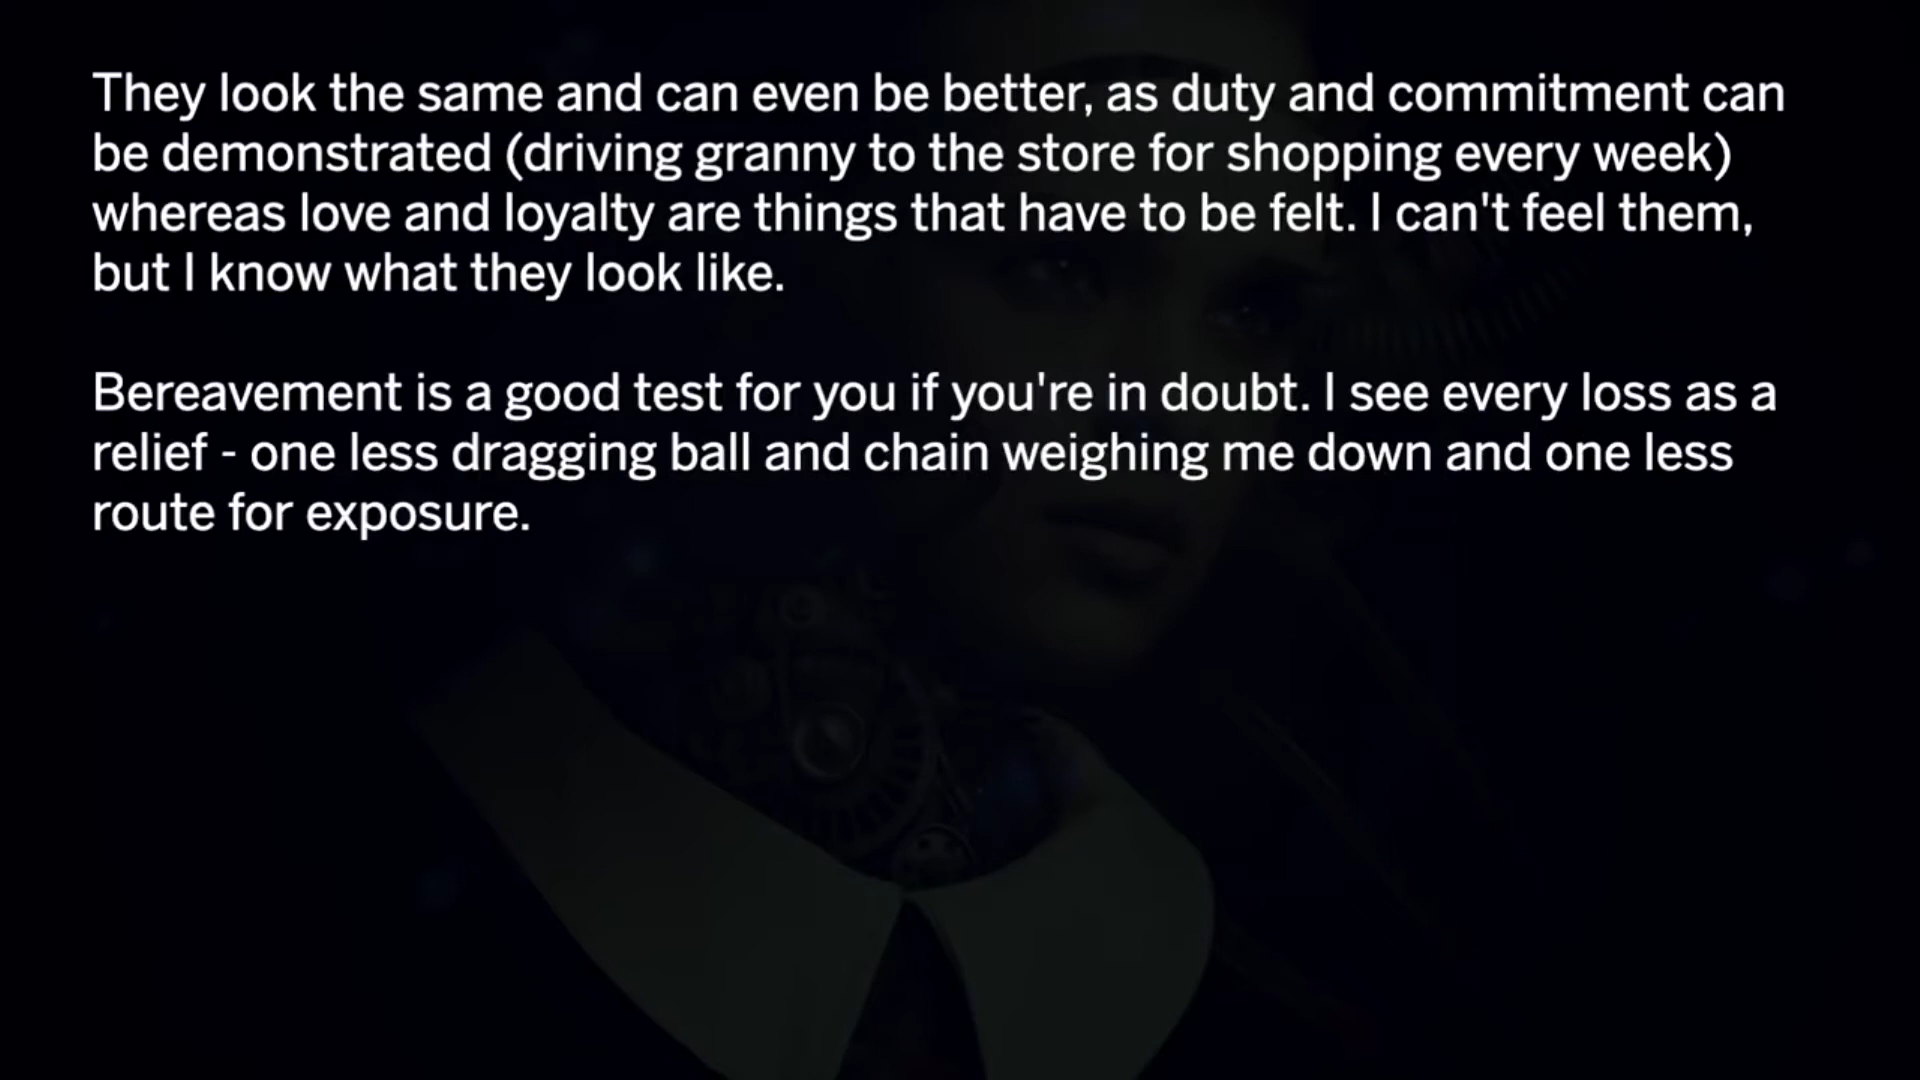 They look the same and can even be better, as duty and commitment can
be demonstrated (driving granny to the store for shopping every week)
whereas love and loyalty are things that have to be felt. I can't feel them,
but I know what they look like.
Bereavement is a good test for you if you're in doubt. I see every loss as a
relief - one less dragging ball and chain weighing me down and one less
route for exposure.